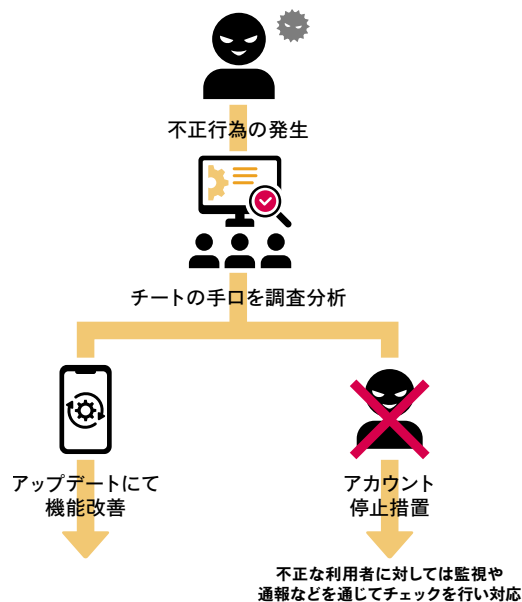 不正行為の発生
チートの手口を調査分析
アップデートにて
機能改善
アカウント
停止措置
不正な利用者に対しては監視や
通報などを通じてチェックを行い対応